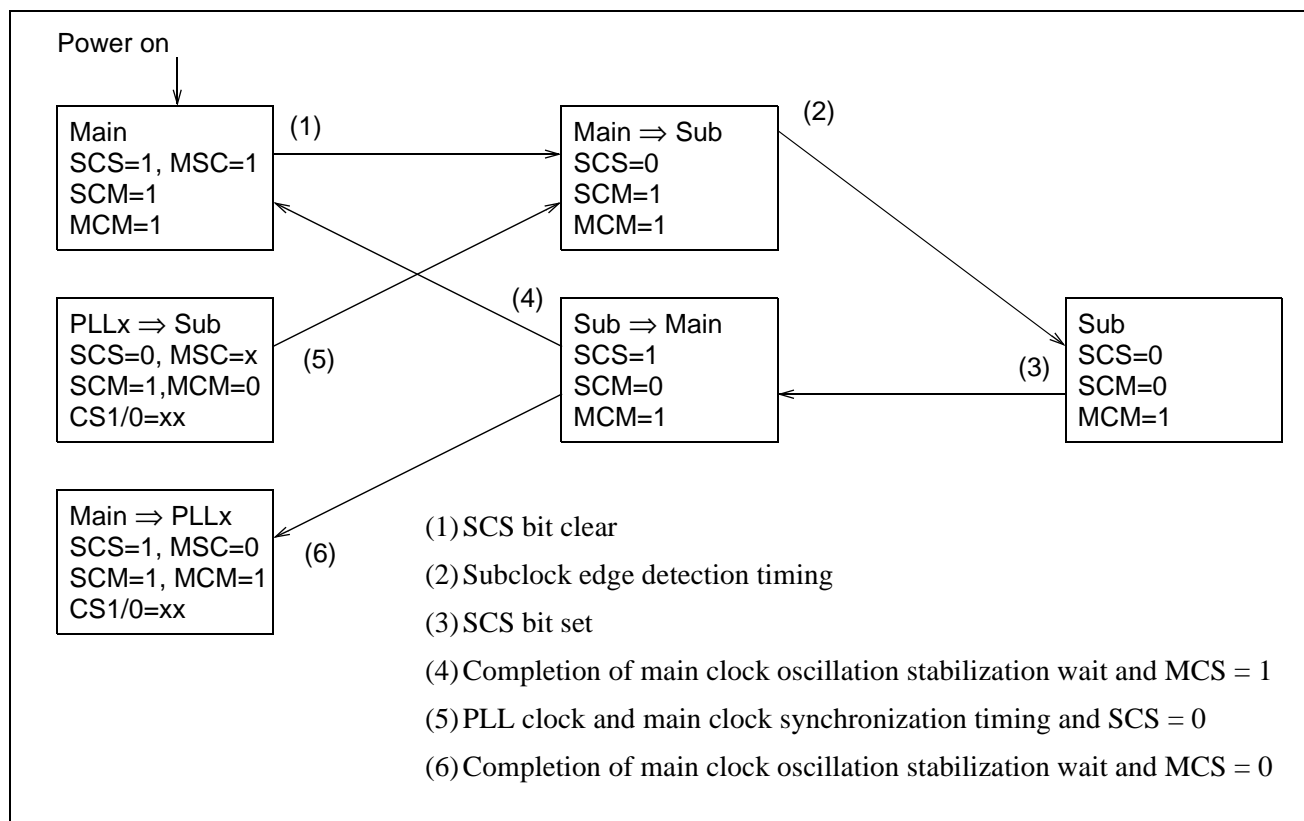 Power on
Main
SCS=1, MSC=1
SCM=1
MCM=1
(1)
Main ⇒ Sub
SCS=0
SCM=1
MCM=1
(2)
PLLx ⇒ Sub
SCS=0, MSC=x
SCM=1,MCM=0
CS1/0=xx
(5)
(4)
Sub ⇒ Main
SCS=1
SCM=0
MCM=1
(3)
Sub
SCS=0
SCM=0
MCM=1
Main ⇒ PLLx
SCS=1, MSC=0
SCM=1, MCM=1
CS1/0=xx
(6)
(1) SCS bit clear
(2) Subclock edge detection timing
(3) SCS bit set
(4) Completion of main clock oscillation stabilization wait and MCS = 1
(5) PLL clock and main clock synchronization timing and SCS = 0
(6) Completion of main clock oscillation stabilization wait and MCS = 0